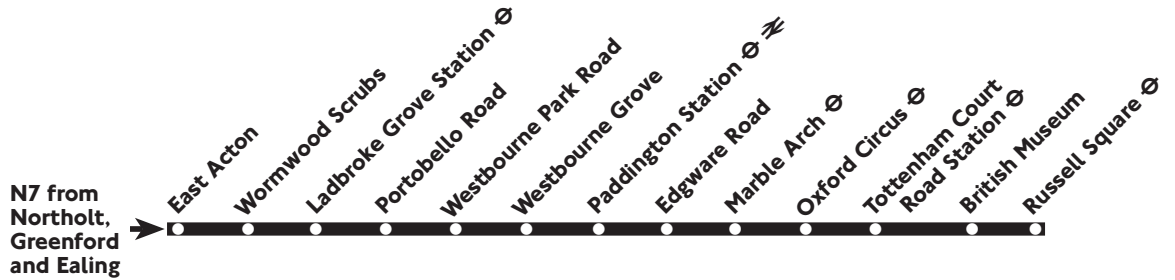 N7 from
Northolt,
Greenford
and Ealing
East Acton
Wormwood Scrubs
Ladbroke Grove Station
Portobello Road
Westbourne Park Road
Westbourne Grove
Paddington Station
Edgware Road
Marble Arch
Oxford Circus
Tottenham Court
Road Station
British Museum
Russell Square